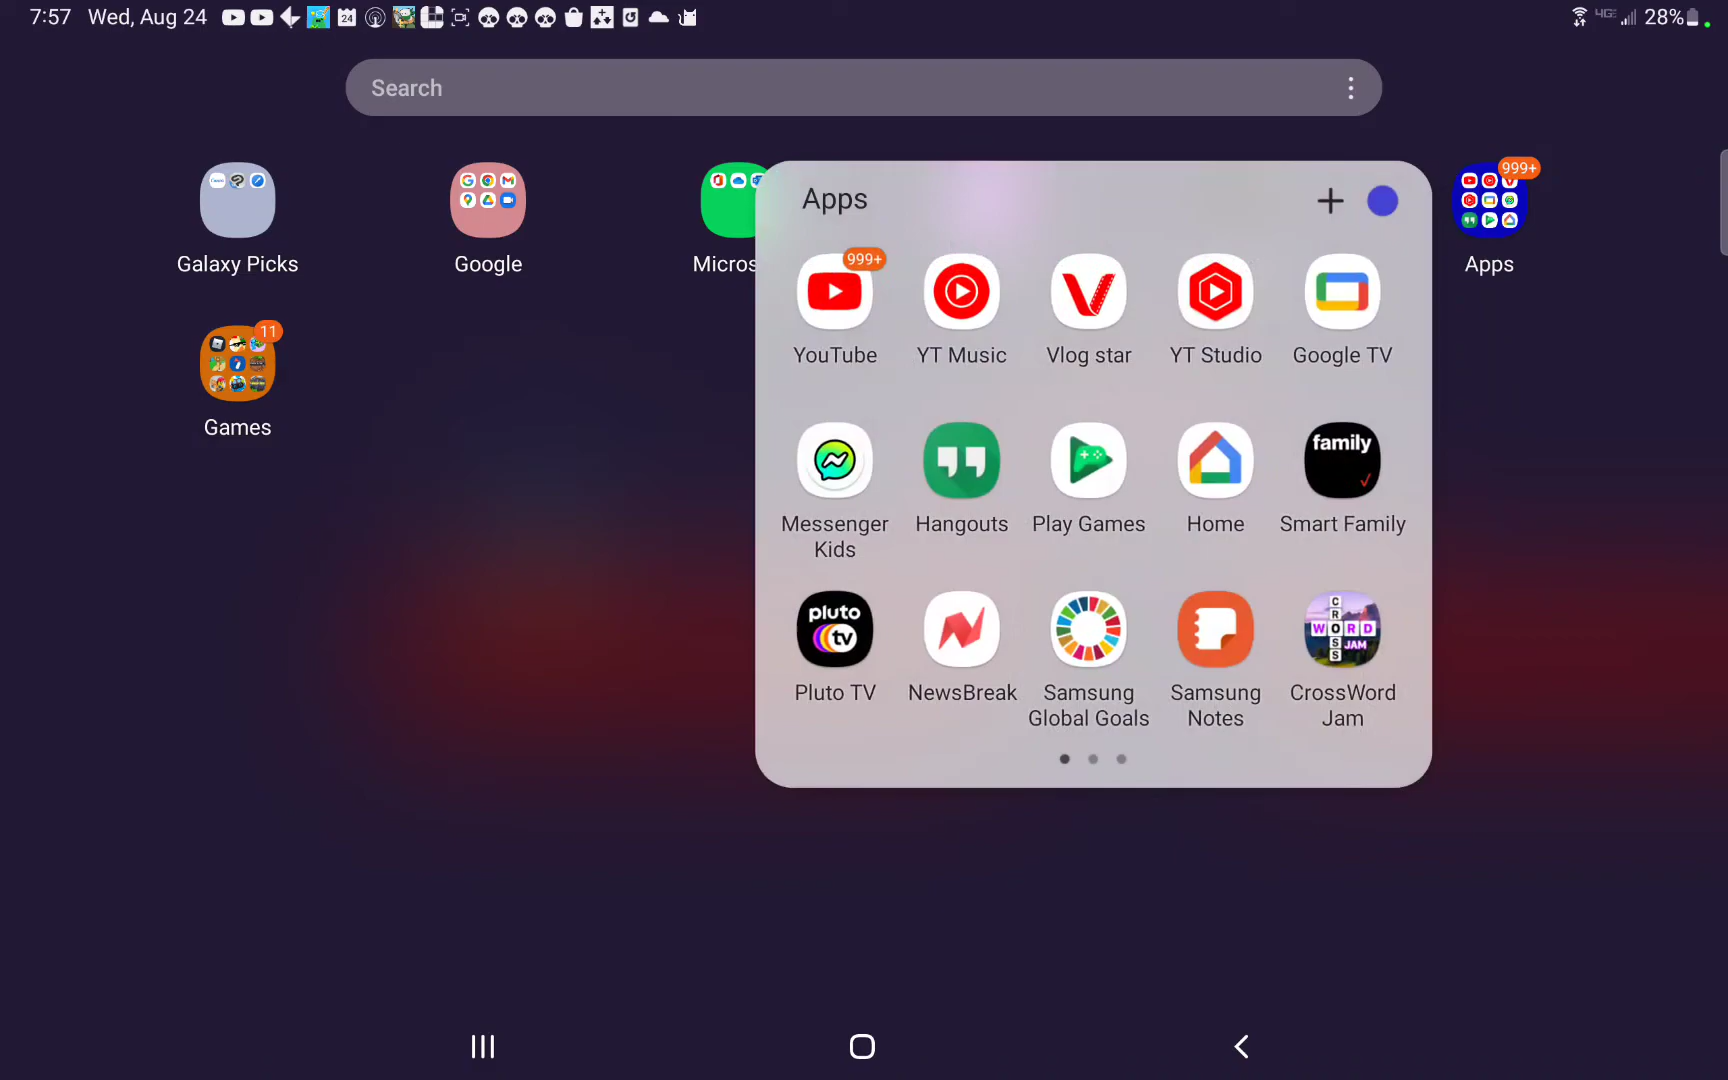 7:57 Wed, Aug 24
24
4GE 28%
Search
Galaxy Picks
Google
Micros
Apps
999+
Apps
Games
11
999+
YouTube
YT Music
Vlog star
YT Studio
Google TV
Messenger
Kids
Hangouts
Play Games
Home
family
Smart Family
pluto
tv
Pluto TV
NewsBreak
Samsung
Global Goals
Samsung
Notes
CROSS
WORD
JAM
CrossWord
Jam